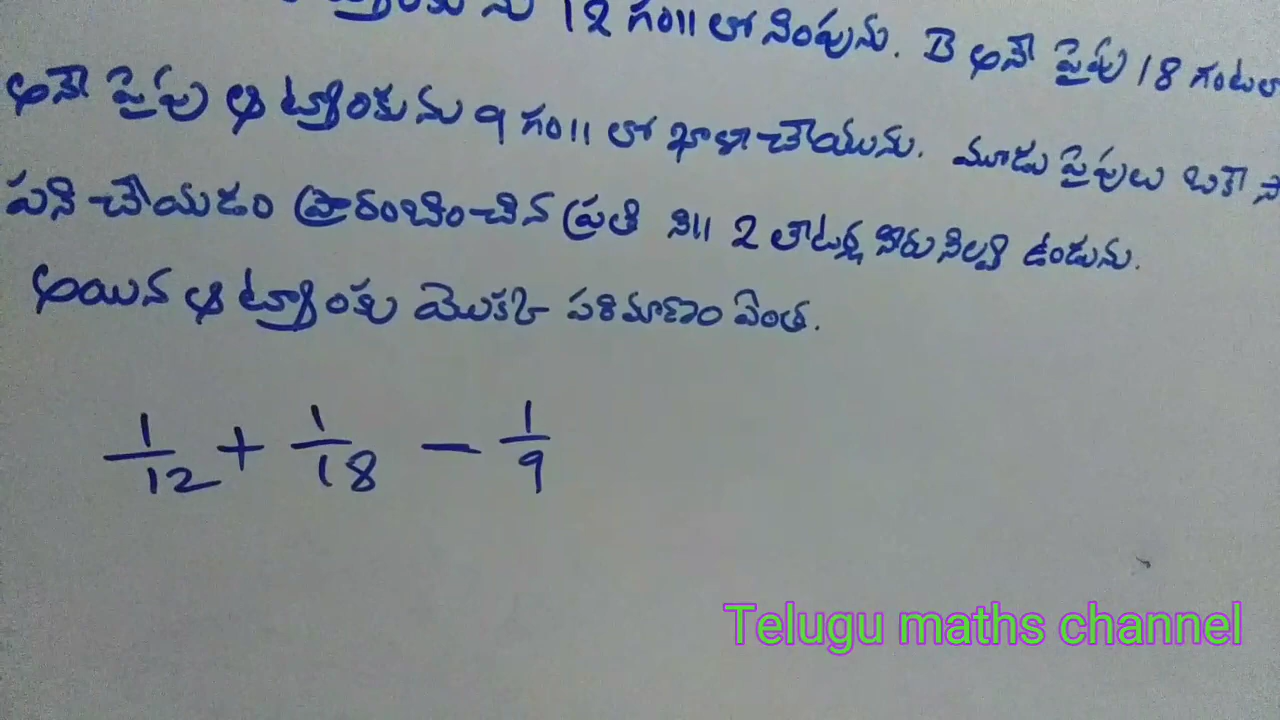 ట్యాంకును 12 గం॥లో నింపును. B అనే పైపు 18 గంటల
అనే పైపు ఆ ట్యాంకును 9 గం॥ లో ఖాళీ చేయును. మూడు పైపులు ఒకే సా
పని చేయడం ప్రారంభించిన ప్రతి ని॥ 2 లీటర్ల నీరు నిల్వ ఉండును.
అయిన ఆ ట్యాంకు యొక్క పరిమాణం ఏంత.
1/12 + 1/18 - 1/9
Telugu maths channel